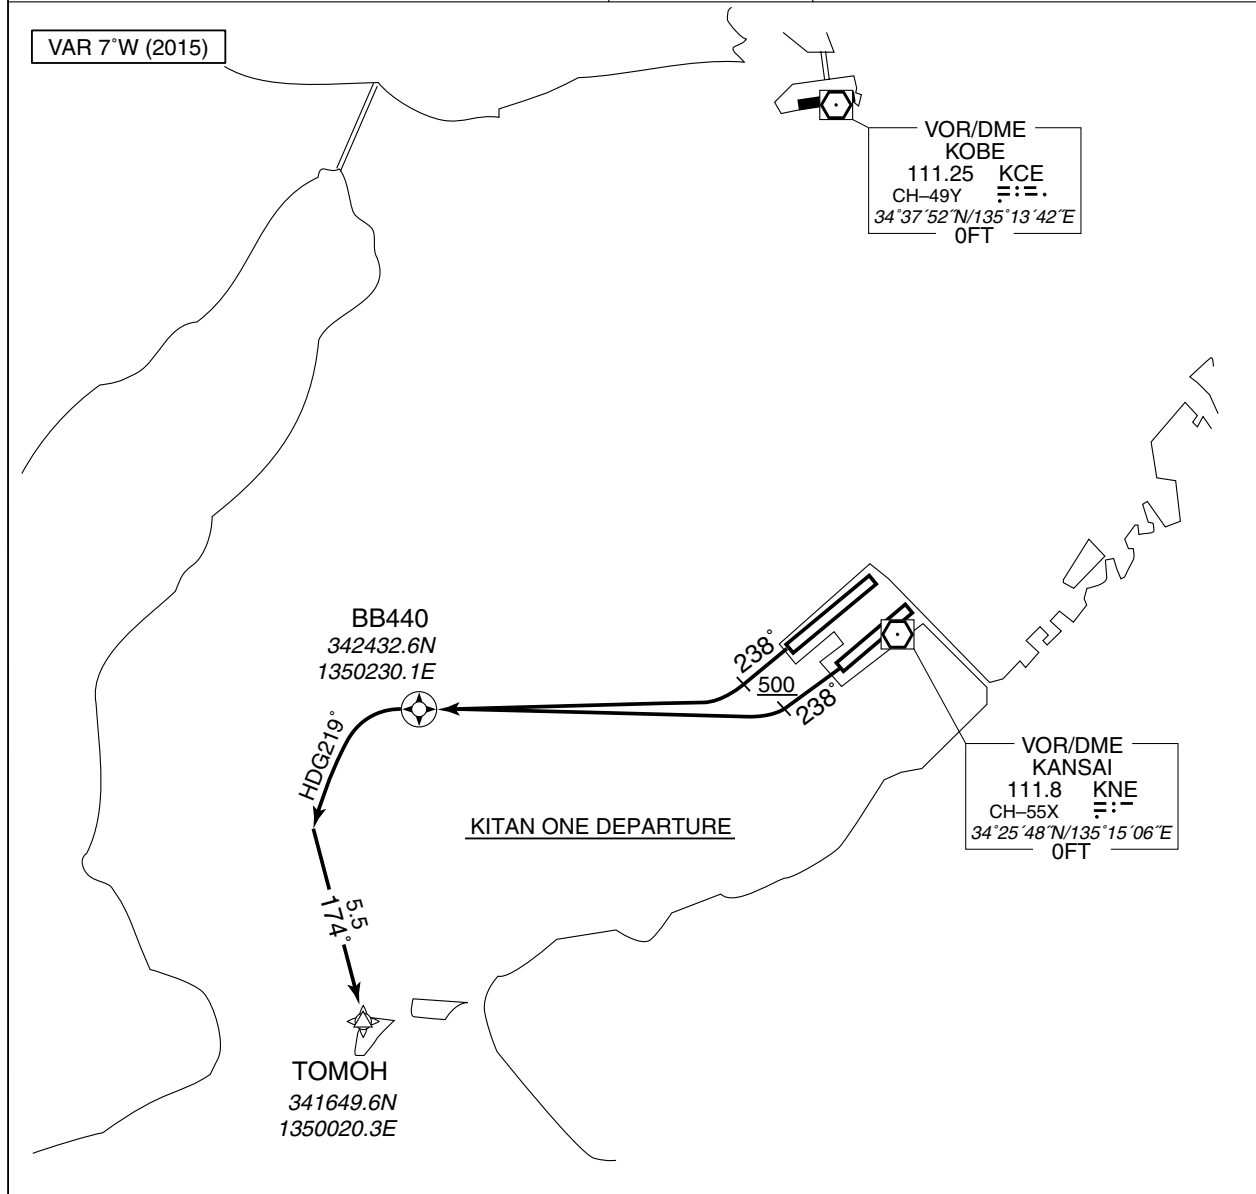 VAR 7˚W (2015)
VOR/DME
KOBE
111.25 KCE
CH–49Y
34˚37´52˝N/135˚13´42˝E
0FT
BB440
342432.6N
1350230.1E
238˚
500
238˚
HDG219˚
VOR/DME
KANSAI
111.8 KNE
CH–55X
34˚25´48˝N/135˚15´06˝E
0FT
KITAN ONE DEPARTURE
5.5
174˚
TOMOH
341649.6N
1350020.3E